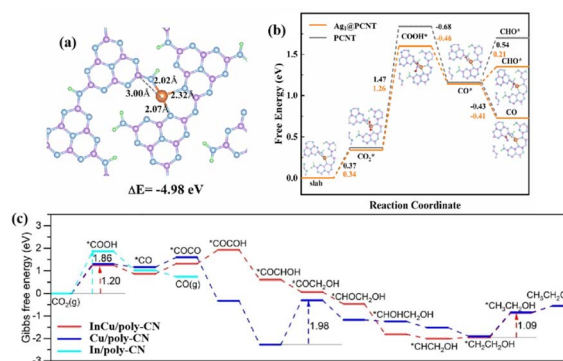 (a)
2.02Å
3.00Å
2.32Å
2.07Å
ΔE= -4.98 eV
(b)
Free Energy (eV)
1.5
1.0
0.5
0.0
Ag₁@PCNT
PCNT
COOH*
-0.68
-0.46
CHO*
0.54
0.21
CHO*
1.47
1.26
CO*
-0.43
-0.41
CO
CO₂*
0.37
0.34
slab
Reaction Coordinate
(c)
Gibbs free energy (eV)
3
2
1
0
-1
-2
*COOH
1.86
1.20
CO₂(g)
*CO
*COCO
CO(g)
*COCOH
*COCHOH
*COCH₂OH
1.98
*COCH₂OH
*CHOHCH₂OH
*CHCH₂OH
*CH₂CH₂OH
*CH₃CH₂OH
1.09
InCu/poly-CN
Cu/poly-CN
In/poly-CN